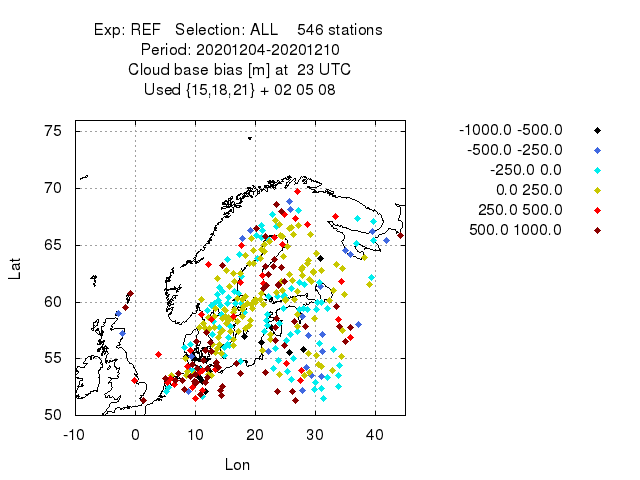 Exp: REF Selection: ALL 546 stations
Period: 20201204-20201210
Cloud base bias [m] at 23 UTC
Used {15,18,21} + 02 05 08
-1000.0 -500.0
-500.0 -250.0
-250.0 0.0
0.0 250.0
250.0 500.0
500.0 1000.0
75
70
65
60
55
50
Lat
-10 0 10 20 30 40
Lon